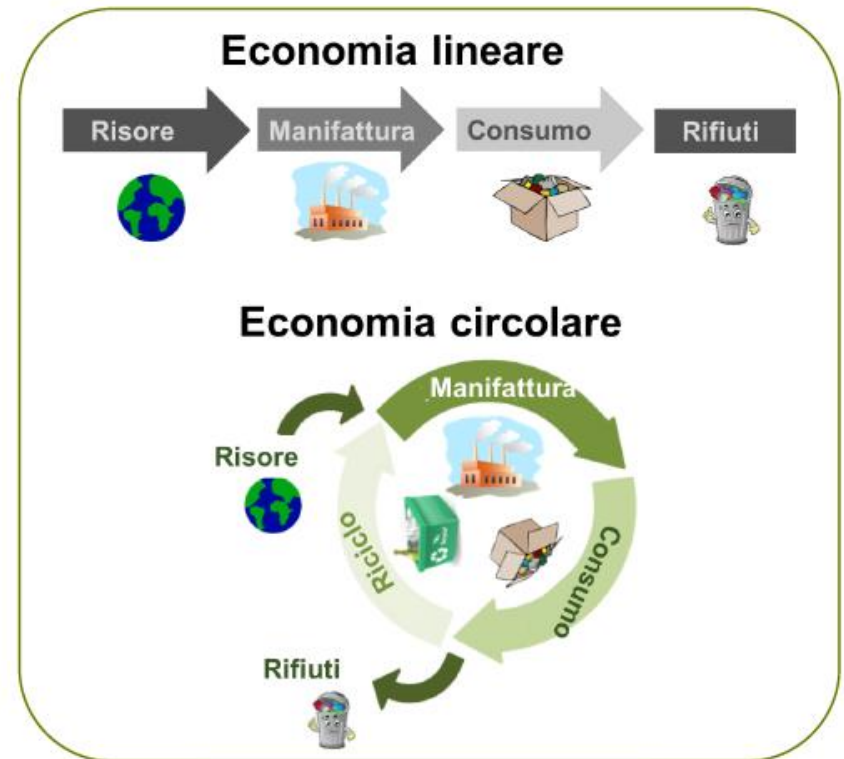 Economia lineare
Risore
Manifattura
Consumo
Rifiuti
Economia circolare
Manifattura
Risore
Riciclo
Consumo
Rifiuti